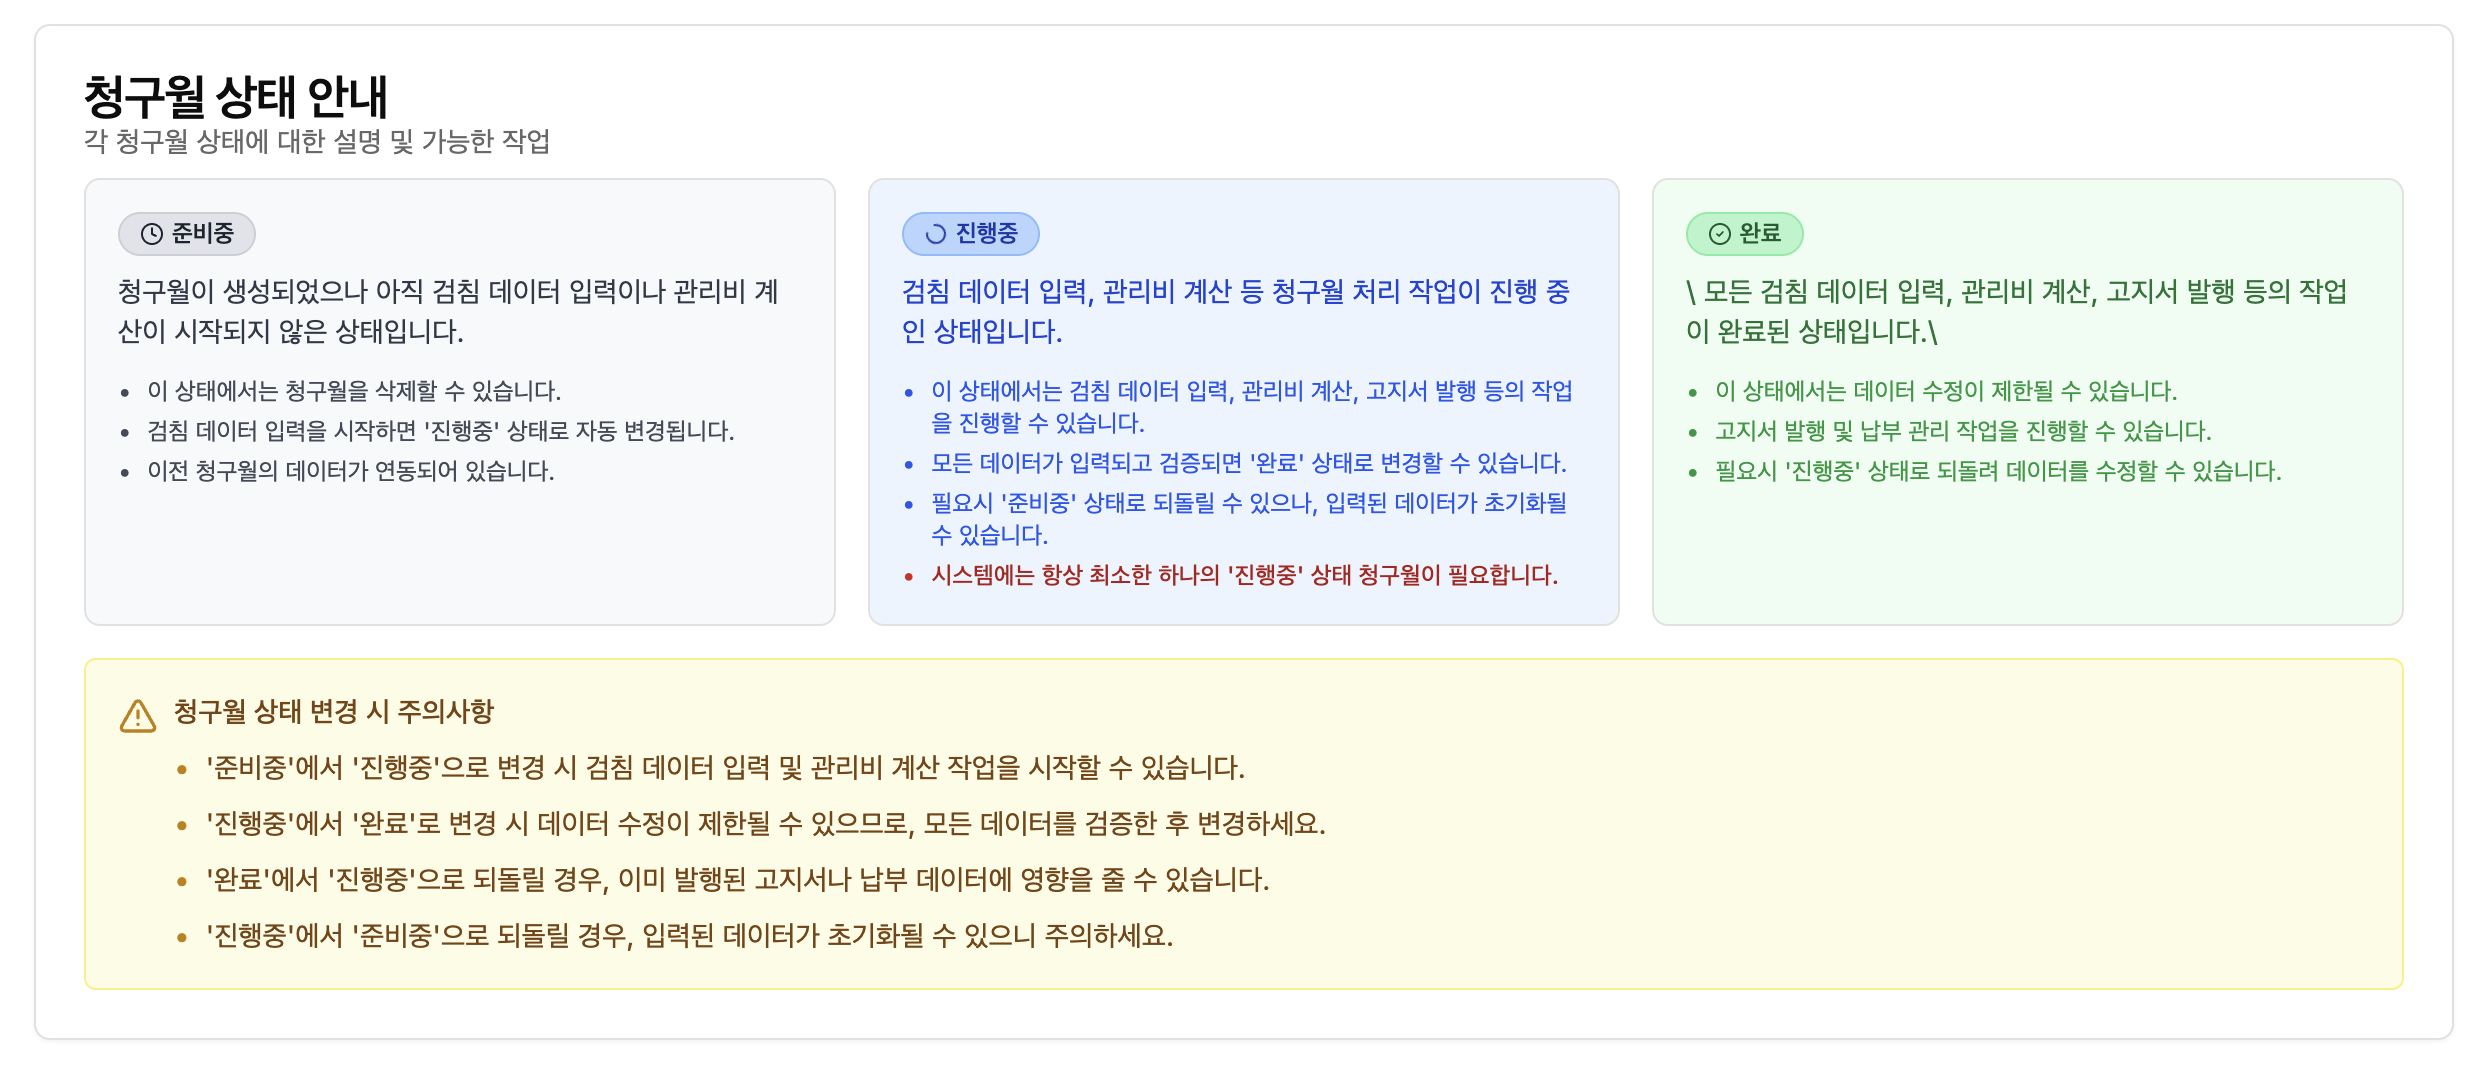 청구월 상태 안내
각 청구월 상태에 대한 설명 및 가능한 작업
준비중
청구월이 생성되었으나 아직 검침 데이터 입력이나 관리비 계
산이 시작되지 않은 상태입니다.
• 이 상태에서는 청구월을 삭제할 수 있습니다.
• 검침 데이터 입력을 시작하면 '진행중' 상태로 자동 변경됩니다.
• 이전 청구월의 데이터가 연동되어 있습니다.
진행중
검침 데이터 입력, 관리비 계산 등 청구월 처리 작업이 진행 중
인 상태입니다.
• 이 상태에서는 검침 데이터 입력, 관리비 계산, 고지서 발행 등의 작업
을 진행할 수 있습니다.
• 모든 데이터가 입력되고 검증되면 '완료' 상태로 변경할 수 있습니다.
• 필요시 '준비중' 상태로 되돌릴 수 있으나, 입력된 데이터가 초기화될
수 있습니다.
• 시스템에는 항상 최소한 하나의 '진행중' 상태 청구월이 필요합니다.
완료
\ 모든 검침 데이터 입력, 관리비 계산, 고지서 발행 등의 작업
이 완료된 상태입니다.\
• 이 상태에서는 데이터 수정이 제한될 수 있습니다.
• 고지서 발행 및 납부 관리 작업을 진행할 수 있습니다.
• 필요시 '진행중' 상태로 되돌려 데이터를 수정할 수 있습니다.
청구월 상태 변경 시 주의사항
• '준비중'에서 '진행중'으로 변경 시 검침 데이터 입력 및 관리비 계산 작업을 시작할 수 있습니다.
• '진행중'에서 '완료'로 변경 시 데이터 수정이 제한될 수 있으므로, 모든 데이터를 검증한 후 변경하세요.
• '완료'에서 '진행중'으로 되돌릴 경우, 이미 발행된 고지서나 납부 데이터에 영향을 줄 수 있습니다.
• '진행중'에서 '준비중'으로 되돌릴 경우, 입력된 데이터가 초기화될 수 있으니 주의하세요.